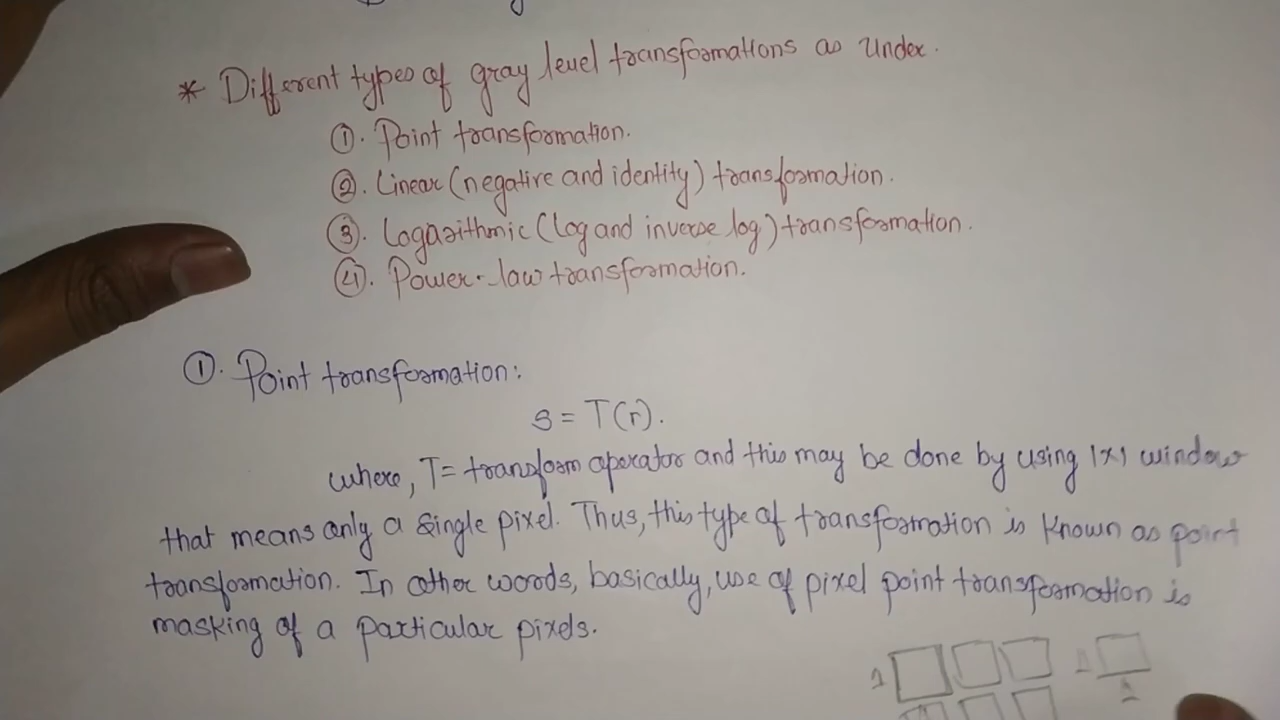 * Different types of gray level transformations as under.
①. Point transformation.
②. Linear (negative and identity) transformation.
③. Logarithmic (log and inverse log) transformation.
④. Power-law transformation.
①. Point transformation:
s = T(r).
where, T= transform operator and this may be done by using 1x1 window
that means only a single pixel. Thus, this type of transformation is known as point
transformation. In other words, basically, use of pixel point transformation is
masking of a particular pixels.
1 1
1